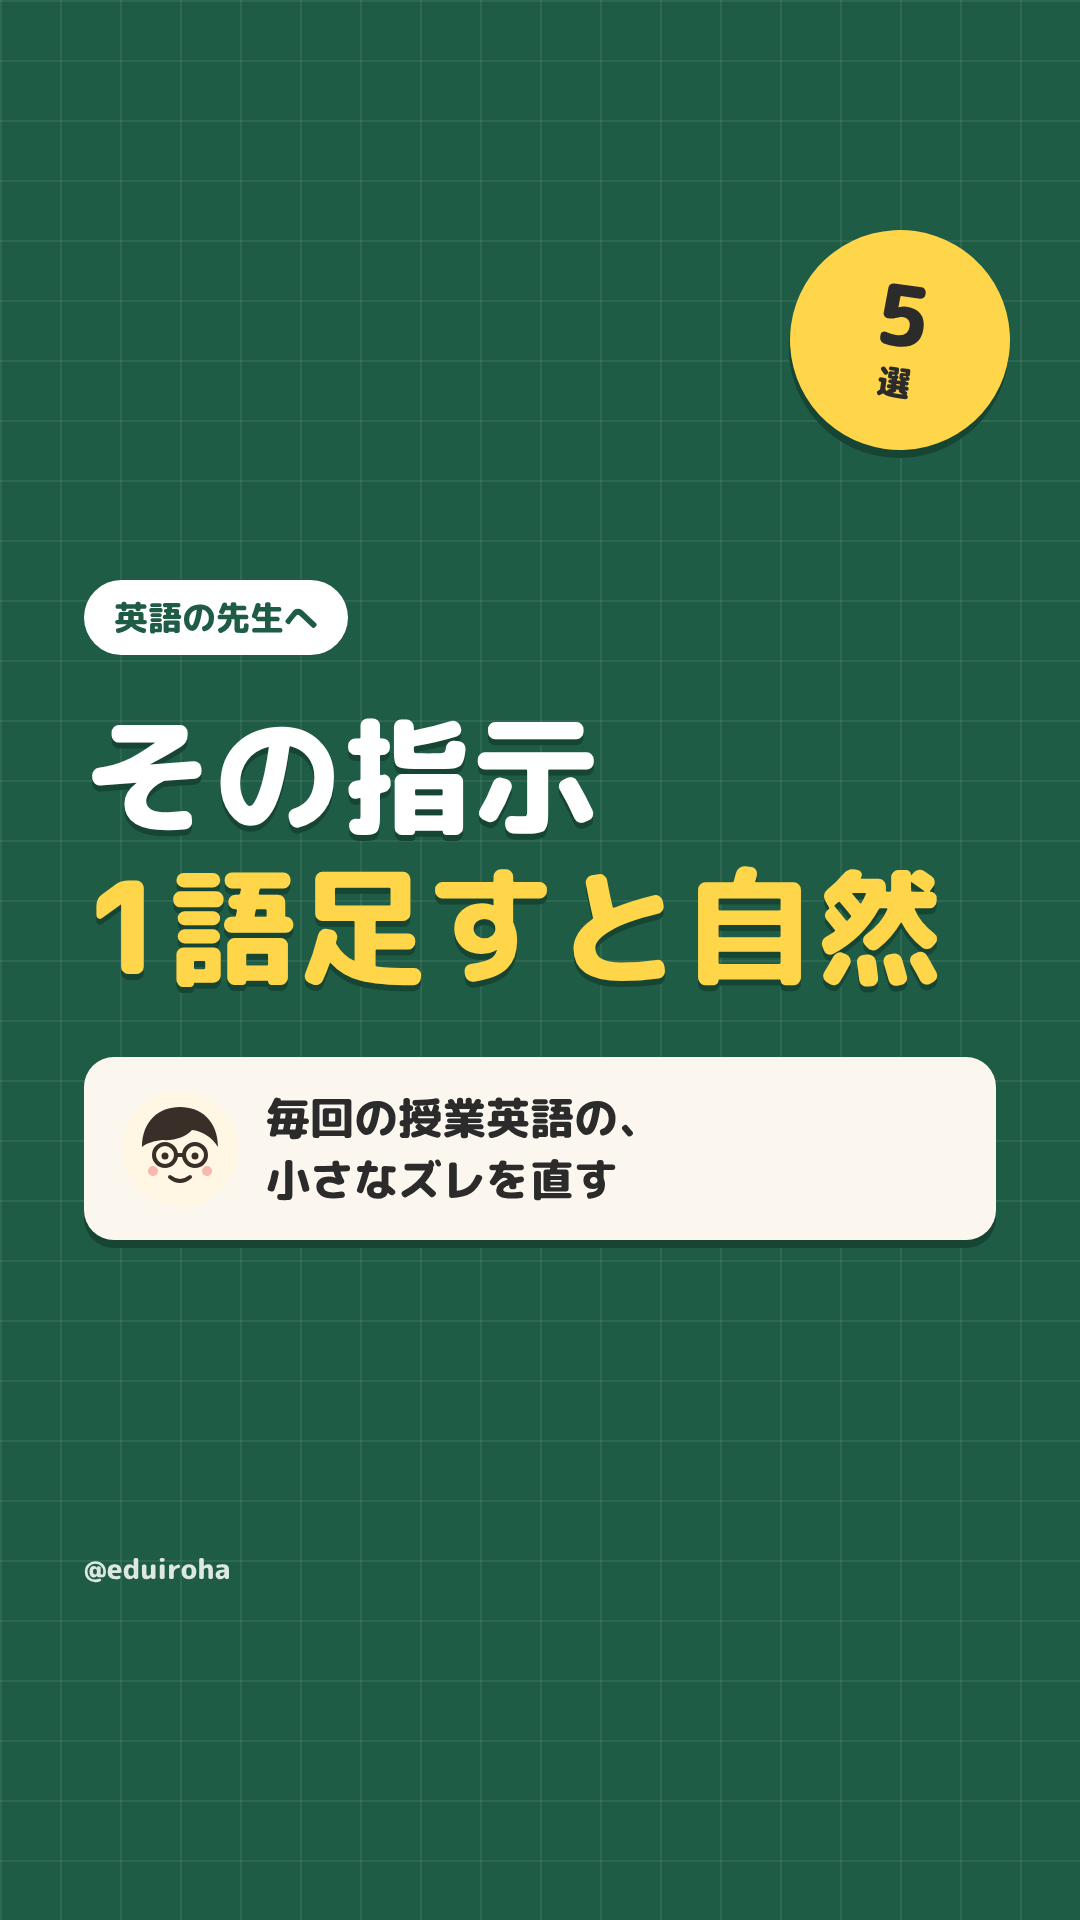 5
選
英語の先生へ
その指示
1語足すと自然
毎回の授業英語の、
小さなズレを直す
@eduiroha